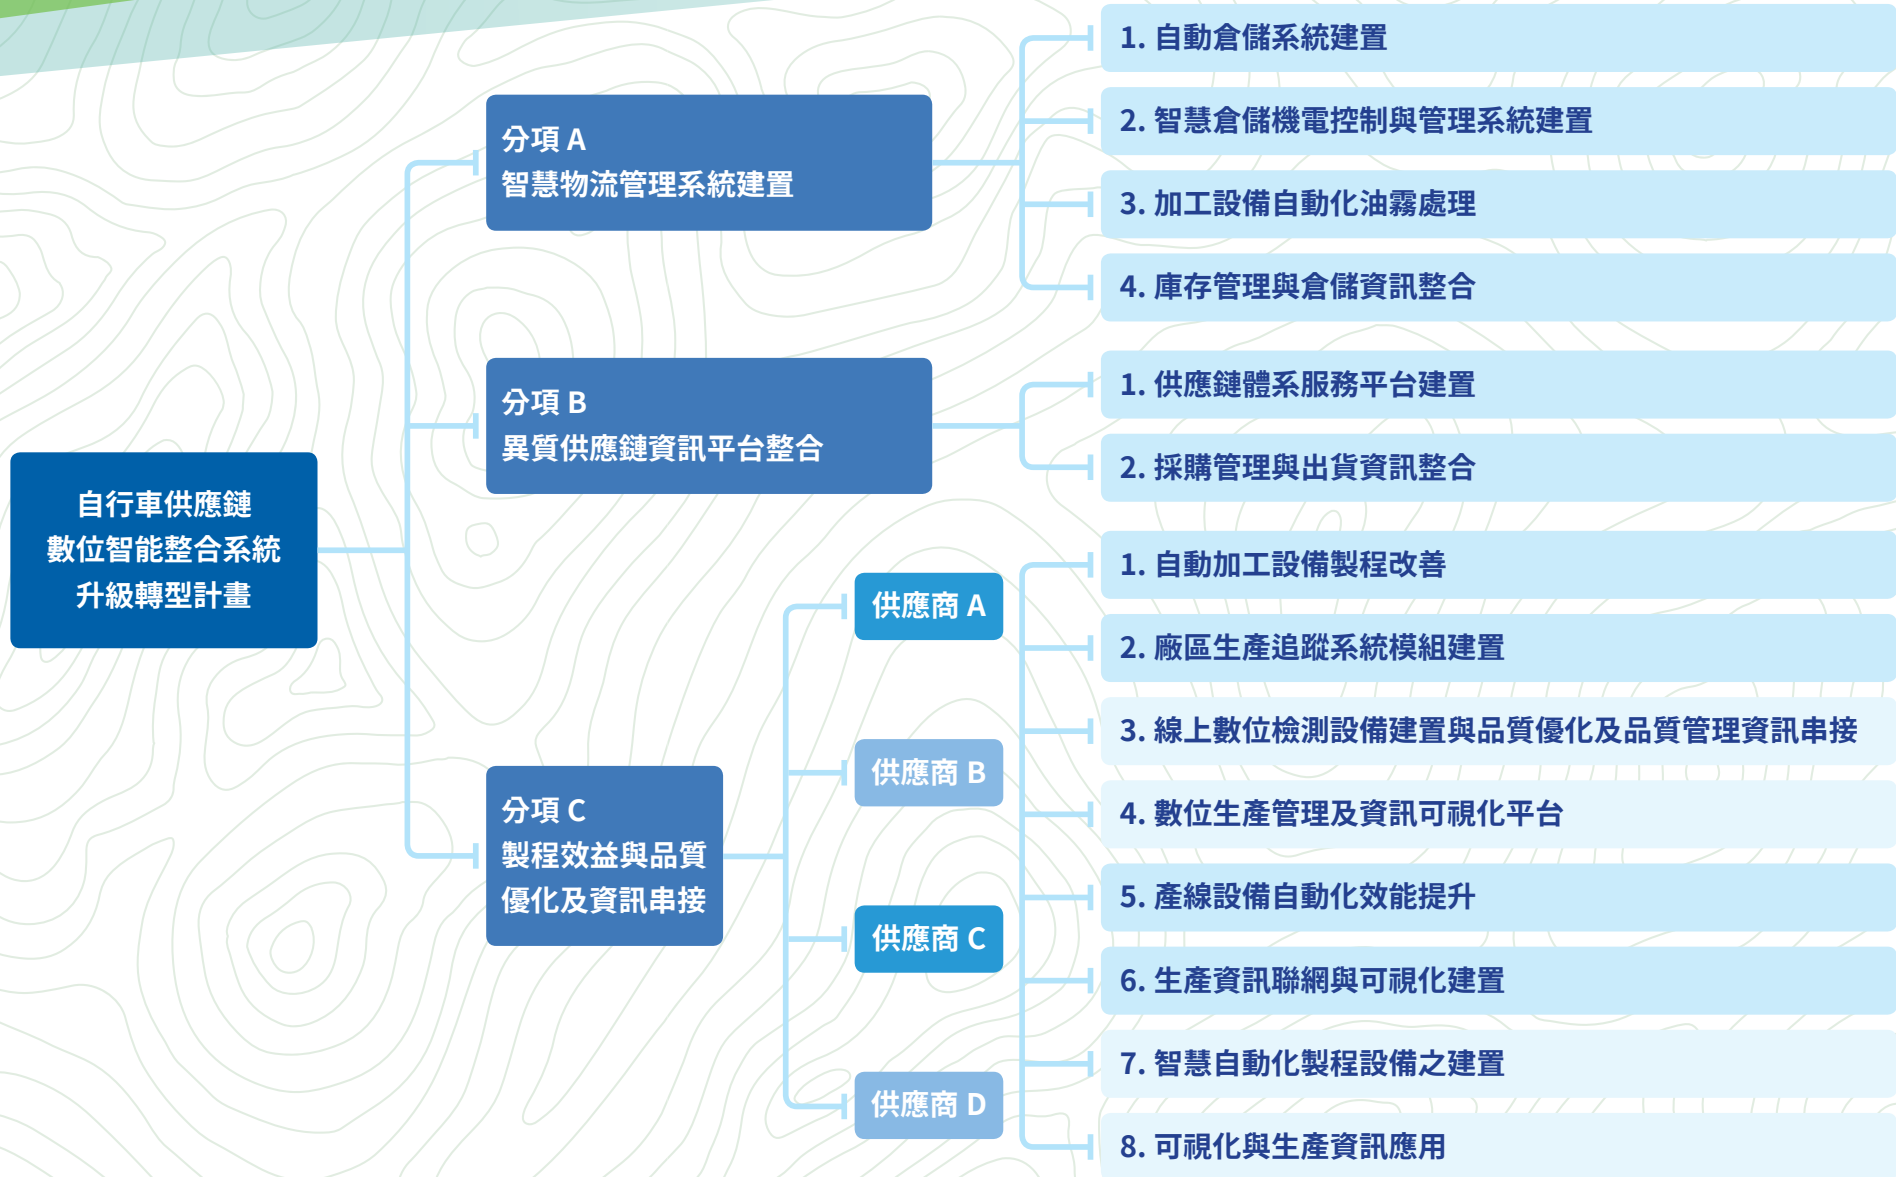 自行車供應鏈
數位智能整合系統
升級轉型計畫
分項 A
智慧物流管理系統建置
1. 自動倉儲系統建置
2. 智慧倉儲機電控制與管理系統建置
3. 加工設備自動化油霧處理
4. 庫存管理與倉儲資訊整合
分項 B
異質供應鏈資訊平台整合
1. 供應鏈體系服務平台建置
2. 採購管理與出貨資訊整合
分項 C
製程效益與品質
優化及資訊串接
供應商 A
供應商 B
供應商 C
供應商 D
1. 自動加工設備製程改善
2. 廠區生產追蹤系統模組建置
3. 線上數位檢測設備建置與品質優化及品質管理資訊串接
4. 數位生產管理及資訊可視化平台
5. 產線設備自動化效能提升
6. 生產資訊聯網與可視化建置
7. 智慧自動化製程設備之建置
8. 可視化與生產資訊應用